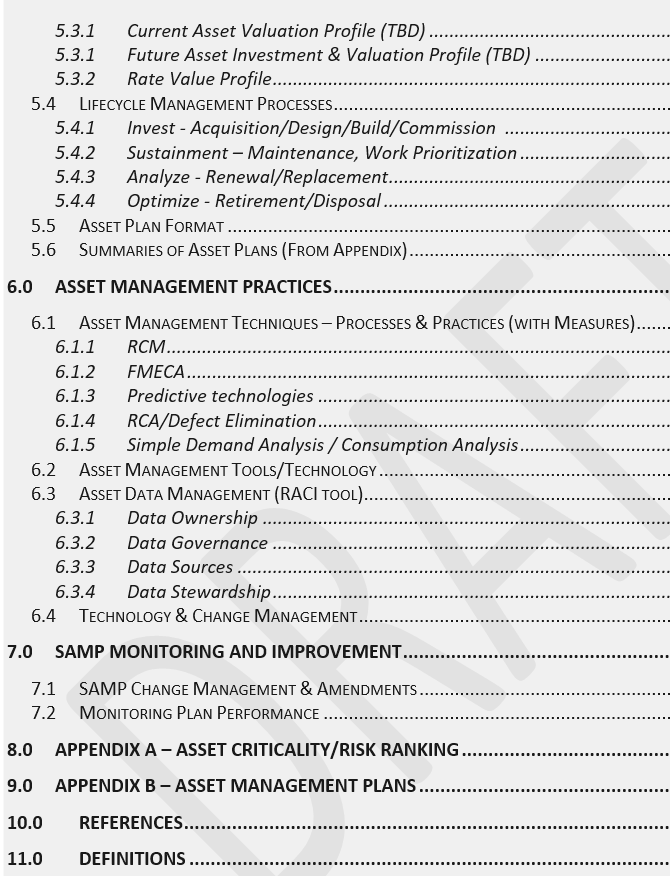 5.3.1 Current Asset Valuation Profile (TBD)
5.3.1 Future Asset Investment & Valuation Profile (TBD)
5.3.2 Rate Value Profile
5.4 Lifecycle Management Processes
5.4.1 Invest - Acquisition/Design/Build/Commission
5.4.2 Sustainment – Maintenance, Work Prioritization
5.4.3 Analyze - Renewal/Replacement
5.4.4 Optimize - Retirement/Disposal
5.5 Asset Plan Format
5.6 Summaries of Asset Plans (From Appendix)
6.0 ASSET MANAGEMENT PRACTICES
6.1 Asset Management Techniques – Processes & Practices (with Measures)
6.1.1 RCM
6.1.2 FMECA
6.1.3 Predictive technologies
6.1.4 RCA/Defect Elimination
6.1.5 Simple Demand Analysis / Consumption Analysis
6.2 Asset Management Tools/Technology
6.3 Asset Data Management (RACI tool)
6.3.1 Data Ownership
6.3.2 Data Governance
6.3.3 Data Sources
6.3.4 Data Stewardship
6.4 Technology & Change Management
7.0 SAMP MONITORING AND IMPROVEMENT
7.1 SAMP Change Management & Amendments
7.2 Monitoring Plan Performance
8.0 APPENDIX A – ASSET CRITICALITY/RISK RANKING
9.0 APPENDIX B – ASSET MANAGEMENT PLANS
10.0 REFERENCES
11.0 DEFINITIONS
DRAFT